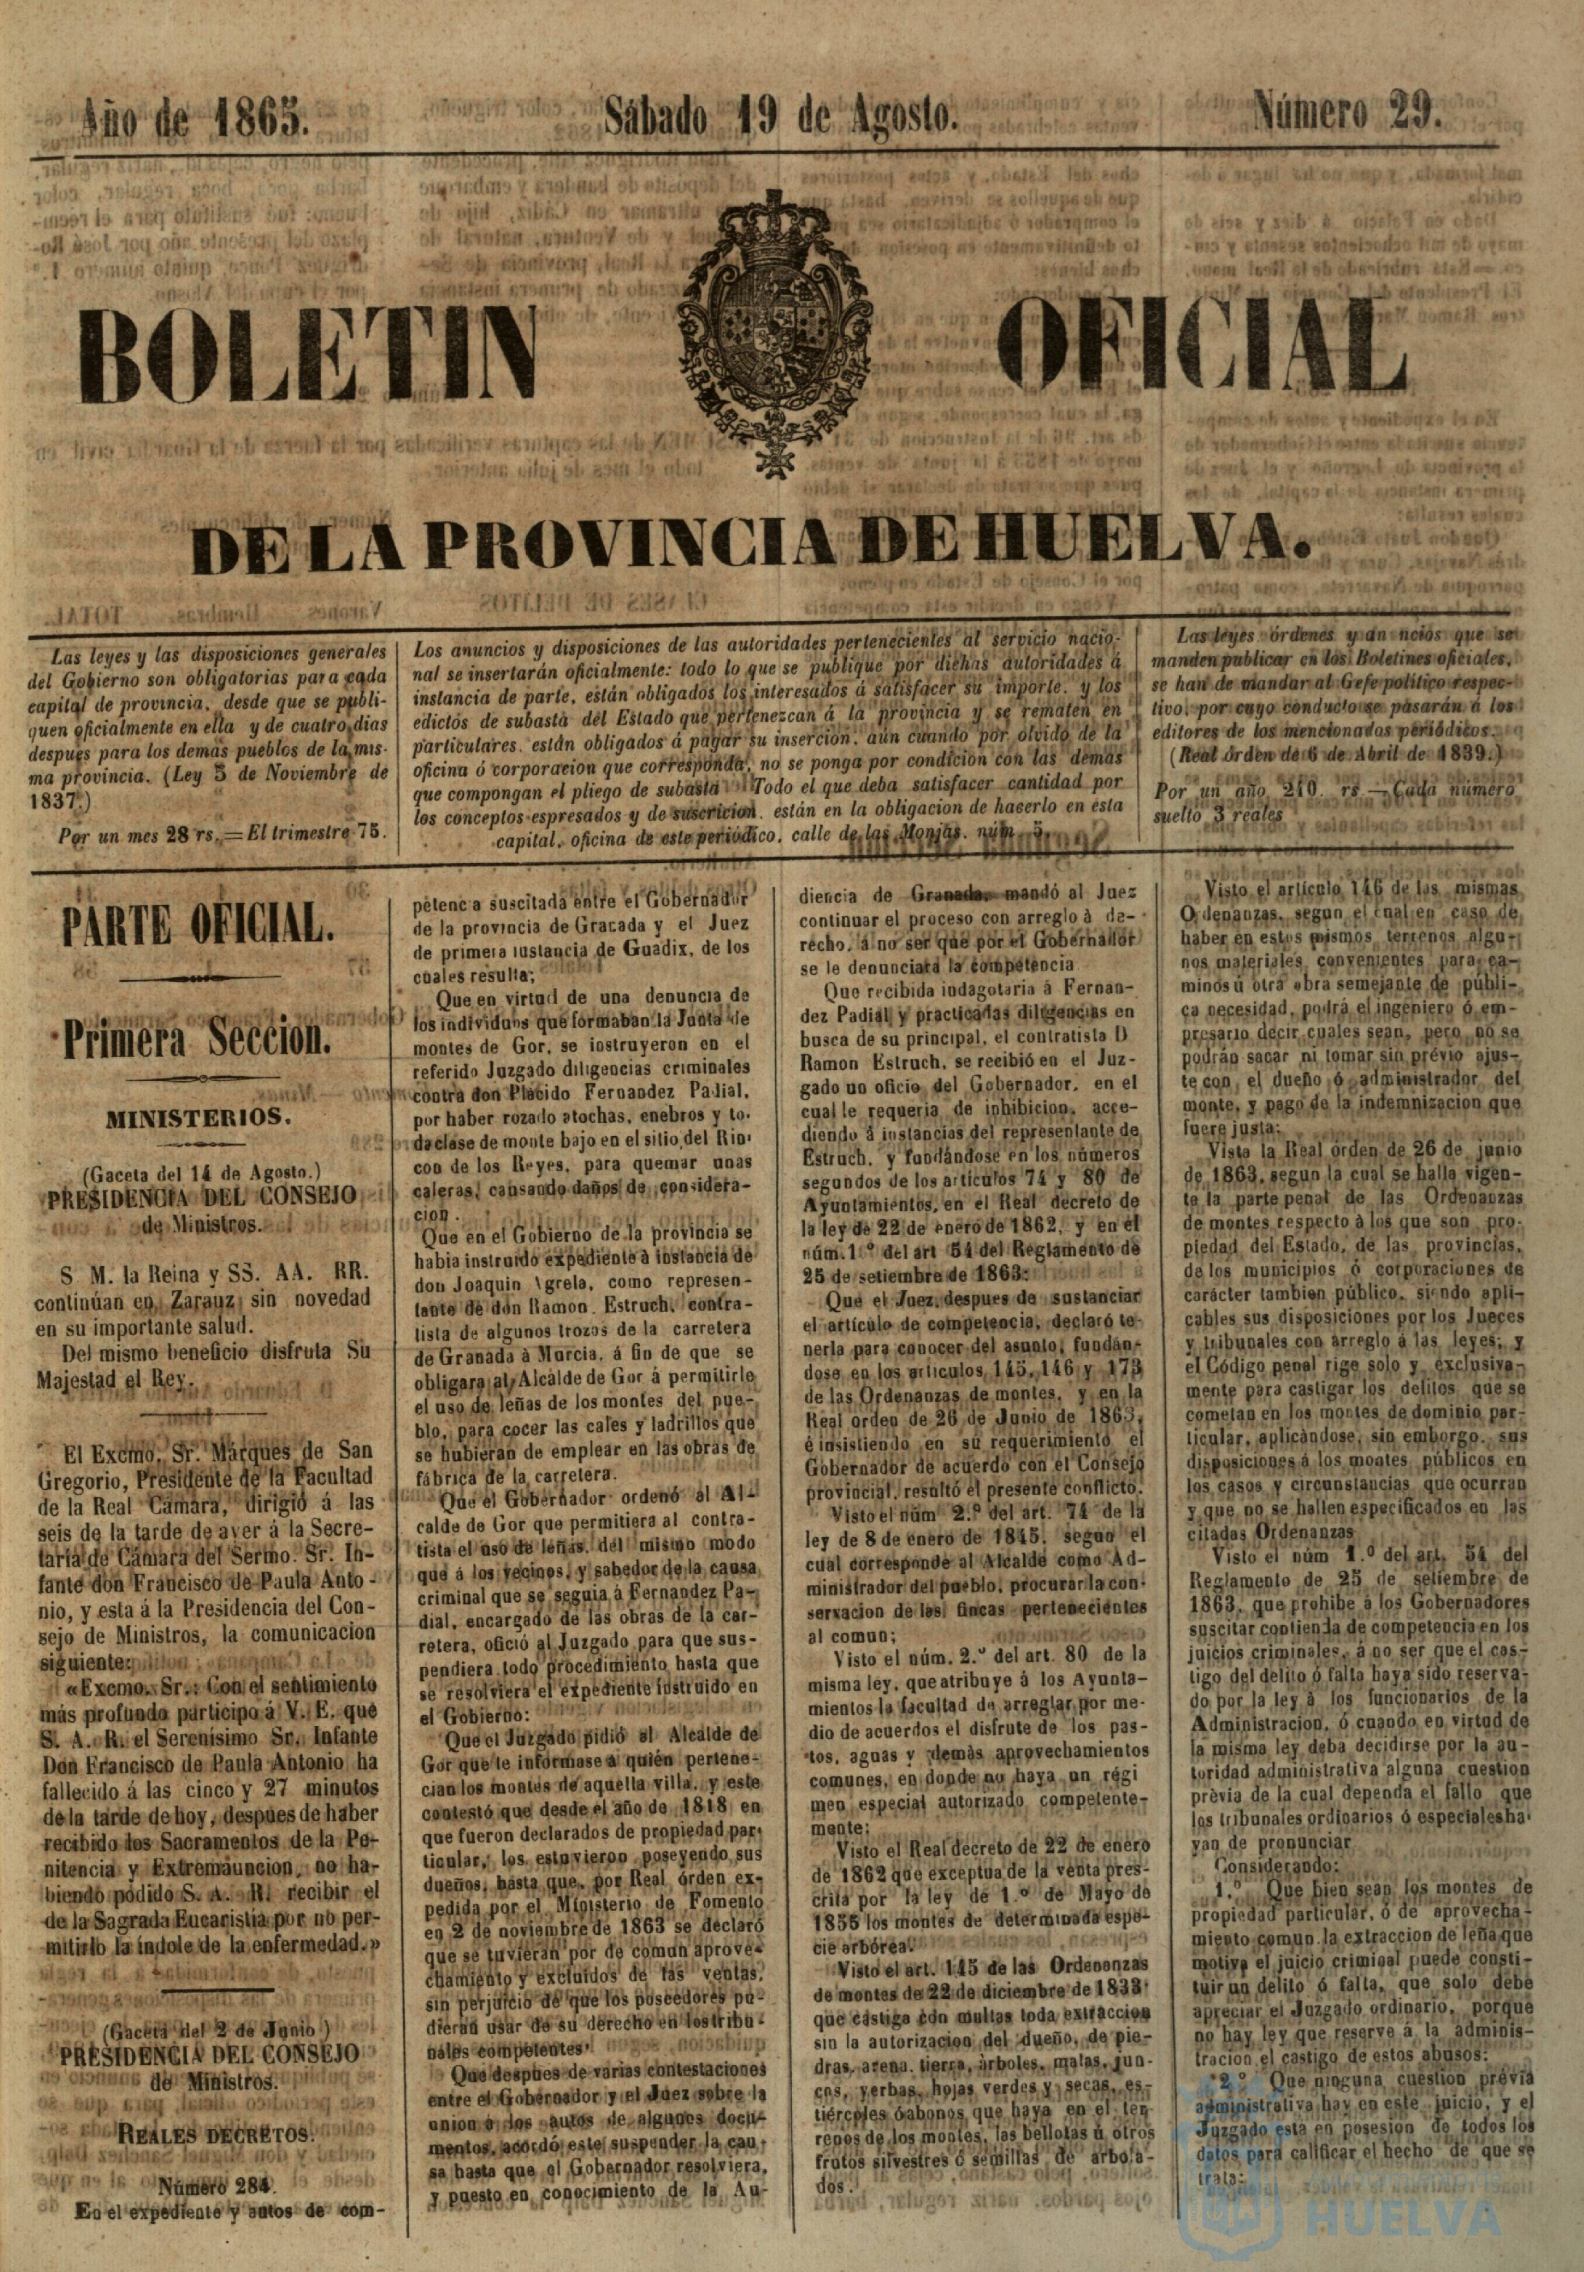 Año de 1865.
Sábado 19 de Agosto.
Número 29.
BOLETIN OFICIAL
DE LA PROVINCIA DE HUELVA.
Las leyes y las disposiciones generales
del Gobierno son obligatorias para cada
capital de provincia, desde que se publi-
quen oficialmente en ella y de cuatro dias
despues para los demás pueblos de la mis-
ma provincia. (Ley 3 de Noviembre de
1837.)
Por un mes 28 rs.=El trimestre 75.
Los anuncios y disposiciones de las autoridades pertenecientes al servicio nacio-
nal se insertarán oficialmente: todo lo que se publique por dichas autoridades á
instancia de parte, están obligados los interesados á satisfacer su importe. y los
edictos de subasta del Estado que pertenezcan á la provincia y se rematen en
particulares. están obligados á pagar su insercion. aun cuando por olvido de la
oficina ó corporacion que corresponda, no se ponga por condicion con las demas
que compongan el pliego de subasta Todo el que deba satisfacer cantidad por
los conceptos espresados y de suscricion. están en la obligacion de hacerlo en esta
capital, oficina de este periódico, calle de las Monjas. núm. 3.
Las leyes órdenes y an ncios que se
manden publicar en los Boletines oficiales,
se han de mandar al Gefe político respec-
tivo, por cuyo conducto se pasarán á los
editores de los mencionados periódicos.
(Real órden de 6 de Abril de 1839.)
Por un año 210. rs.—Cada número
suelto 3 reales
PARTE OFICIAL.
Primera Seccion.
MINISTERIOS.
(Gaceta del 14 de Agosto.)
PRESIDENCIA DEL CONSEJO
de Ministros.
S M. la Reina y SS. AA. RR.
continúan en Zarauz sin novedad
en su importante salud.
Del mismo beneficio disfruta Su
Majestad el Rey.
El Excmo. Sr. Marques de San
Gregorio, Presidente de la Facultad
de la Real Cámara, dirigió á las
seis de la tarde de ayer á la Secre-
taria de Cámara del Sermo. Sr. In-
fante don Francisco de Paula Anto-
nio, y esta á la Presidencia del Con-
sejo de Ministros, la comunicacion
siguiente:
«Excmo. Sr.: Con el sentimiento
más profundo participo á V. E. que
S. A. R. el Serenísimo Sr. Infante
Don Francisco de Paula Antonio ha
fallecido á las cinco y 27 minutos
de la tarde de hoy, despues de haber
recibido los Sacramentos de la Pe-
nitencia y Extremauncion, no ha-
biendo podido S. A. R. recibir el
de la Sagrada Eucaristía por no per-
mitirlo la índole de la enfermedad.»
(Gaceta del 2 de Junio )
PRESIDENCIA DEL CONSEJO
de Ministros.
REALES DECRETOS.
Número 284.
En el expediente y autos de com-
petenc a suscitada entre el Gobernador
de la provincia de Gracada y el Juez
de primera instancia de Guadix, de los
cuales resulta;
Que en virtud de una denuncia de
los individuos que formaban la Junta de
montes de Gor, se instruyeron en el
referido Juzgado diligencias criminales
contra don Plácido Fernandez Padial,
por haber rozado atochas, enebros y to-
da clase de monte bajo en el sitio del Rin-
con de los Reyes, para quemar unas
caleras, causando daños de considera-
cion.
Que en el Gobierno de la provincia se
habia instruido expediente á instancia de
don Joaquin Agrela, como represen-
tante de don Ramon Estruch, contra-
tista de algunos trozos de la carretera
de Granada á Murcia, á fin de que se
obligara al Alcalde de Gor á permitirle
el uso de leñas de los montes del pue-
blo, para cocer las cales y ladrillos que
se hubieran de emplear en las obras de
fábrica de la carretera.
Que el Gobernador ordenó al Al-
calde de Gor que permitiera al contra-
tista el uso de leñas del mismo modo
que á los vecinos, y sabedor de la causa
criminal que se seguia á Fernandez Pa-
dial, encargado de las obras de la car-
retera, ofició al Juzgado para que sus-
pendiera todo procedimiento hasta que
se resolviera el expediente instruido en
el Gobierno:
Que el Juzgado pidió al Alcalde de
Gor que le informase á quién pertene-
cian los montes de aquella villa, y este
contestó que desde el año de 1818 en
que fueron declarados de propiedad par-
ticular, los estuvieron poseyendo sus
dueños, hasta que, por Real órden ex-
pedida por el Ministerio de Fomento
en 2 de noviembre de 1863 se declaró
que se tuvieran por de comun aprove-
chamiento y excluidos de las ventas,
sin perjuicio de que los poseedores pu-
dieran usar de su derecho en los tribu-
nales competentes'
Que despues de varias contestaciones
entre el Gobernador y el Juez sobre la
union á los autos de algunos docu-
mentos, acordó este suspender la cau-
sa hasta que el Gobernador resolviera,
y puesto en conocimiento de la Au-
diencia de Granada, mandó al Juez
continuar el proceso con arreglo á de-
recho, á no ser que por el Gobernador
se le denunciara la competencia
Que recibida indagatoria á Fernan-
dez Padial y practicadas diligencias en
busca de su principal, el contratista D
Ramon Estruch, se recibió en el Juz-
gado un oficio del Gobernador, en el
cual le requeria de inhibicion, acce-
diendo á instancias del representante de
Estruch, y fundándose en los números
segundos de los artículos 74 y 80 de
Ayuntamientos, en el Real decreto de
la ley de 22 de enero de 1862, y en el
núm. 1.º del art 54 del Reglamento de
25 de setiembre de 1863:
Que el Juez, despues de sustanciar
el artículo de competencia, declaró te-
nerla para conocer del asunto, fundán-
dose en los artículos 145, 146 y 173
de las Ordenanzas de montes, y en la
Real orden de 26 de Junio de 1863,
é insistiendo en su requerimiento el
Gobernador de acuerdo con el Consejo
provincial, resultó el presente conflicto.
Visto el núm 2.º del art. 74 de la
ley de 8 de enero de 1845, segun el
cual corresponde al Alcalde como Ad-
ministrador del pueblo, procurar la con-
servacion de las fincas pertenecientes
al comun;
Visto el núm. 2.º del art. 80 de la
misma ley, que atribuye á los Ayunta-
mientos la facultad de arreglar por me-
dio de acuerdos el disfrute de los pas-
tos, aguas y demás aprovechamientos
comunes, en donde no haya un régi
men especial autorizado competente-
mente:
Visto el Real decreto de 22 de enero
de 1862 que exceptua de la venta pres-
crita por la ley de 1.º de Mayo de
1855 los montes de determinada espe-
cie arbórea:
Visto el art. 145 de las Ordenanzas
de montes de 22 de diciembre de 1833
que castiga con multas toda extraccion
sin la autorizacion del dueño, de pie-
dras, arena, tierra, árboles, matas, jun-
cos, yerbas, hojas verdes y secas, es-
tiércoles ó abonos que haya en el ter
renos de los montes, las bellotas ú otros
frutos silvestres ó semillas de arbola-
dos.
Visto el artículo 146 de las mismas
O denanzas, segun el cual en caso de
haber en estos mismos terrenos algu-
nos materiales convenientes para ca-
minos ú otra obra semejante de públi-
ca necesidad, podrá el ingeniero ó em-
presario decir cuales sean, pero no se
podrán sacar ni tomar sin prévio ajus-
te con el dueño ó administrador del
monte, y pago de la indemnizacion que
fuere justa:
Vista la Real órden de 26 de junio
de 1863, segun la cual se halla vigen-
te la parte penal de las Ordenanzas
de montes respecto á los que son pro-
piedad del Estado, de las provincias,
de los municipios ó corporaciones de
carácter tambien público, siendo apli-
cables sus disposiciones por los Jueces
y tribunales con arreglo á las leyes; y
el Código penal rige solo y exclusiva-
mente para castigar los delitos que se
cometan en los montes de dominio par-
ticular, aplicándose, sin emborgo, sus
disposiciones á los montes públicos en
los casos y circunstancias que ocurran
y que no se hallen especificados en las
citadas Ordenanzas
Visto el núm 1.º del art. 54 del
Reglamento de 25 de setiembre de
1863, que prohibe á los Gobernadores
suscitar contienda de competencia en los
juicios criminales, á no ser que el cas-
tigo del delito ó falta haya sido reserva-
do por la ley á los funcionarios de la
Administracion, ó cuando en virtud de
la misma ley deba decidirse por la au-
toridad administrativa alguna cuestion
prévia de la cual dependa el fallo que
los tribunales ordinarios ó especiales ha-
yan de pronunciar
Considerando:
1.º Que bien sean los montes de
propiedad particular, ó de aprovecha-
miento comun la extraccion de leña que
motiva el juicio criminal puede consti-
tuir un delito ó falta, que solo debe
apreciar el Juzgado ordinario, porque
no hay ley que reserve á la adminis-
tracion el castigo de estos abusos:
2.º Que ninguna cuestion prévia
administrativa hay en este juicio, y el
Juzgado está en posesion de todos los
datos para calificar el hecho de que se
trata:
HUELVA